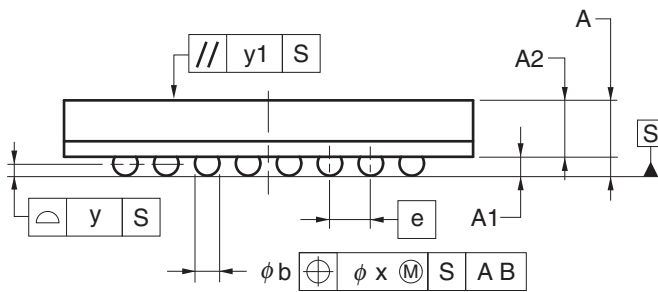 A
// y1 S
A2
S
⌓ y S
e
A1
φb ⌖ φ x Ⓜ S A B